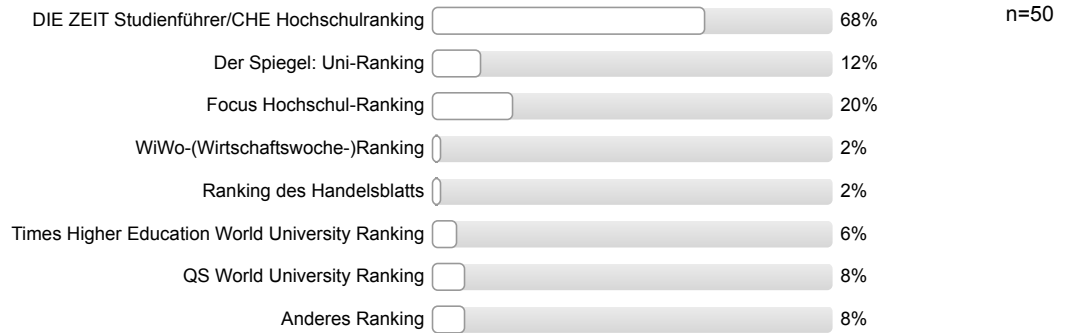 DIE ZEIT Studienführer/CHE Hochschulranking 68% n=50
Der Spiegel: Uni-Ranking 12%
Focus Hochschul-Ranking 20%
WiWo-(Wirtschaftswoche-)Ranking 2%
Ranking des Handelsblatts 2%
Times Higher Education World University Ranking 6%
QS World University Ranking 8%
Anderes Ranking 8%